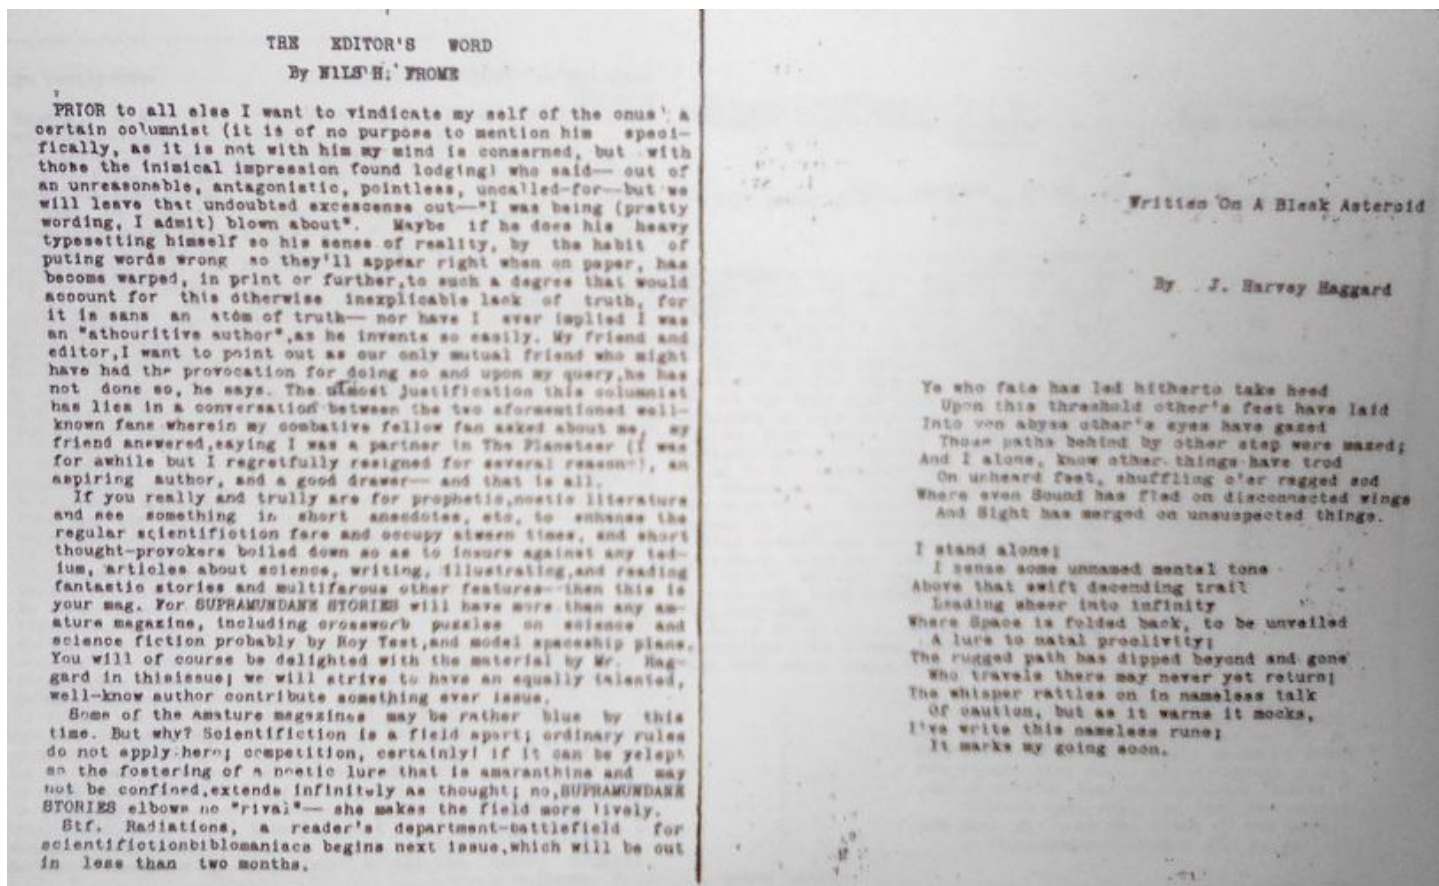 THE EDITOR'S WORD
By NILS H. FROME
PRIOR to all else I want to vindicate my self of the onus a
certain columnist (it is of no purpose to mention him speci-
fically, as it is not with him my mind is conserned, but with
those the inimical impression found lodging) who said— out of
an unreasonable, antagonistic, pointless, uncalled-for—but we
will leave that undoubted excescense out—"I was being (pretty
wording, I admit) blown about". Maybe if he does his heavy
typesetting himself so his sense of reality, by the habit of
puting words wrong so they'll appear right when on paper, has
become warped, in print or further,to such a degree that would
account for this otherwise inexplicable lack of truth, for
it is sans an atom of truth— nor have I ever implied I was
an "athouritive author",as he invents so easily. My friend and
editor,I want to point out as our only mutual friend who might
have had the provocation for doing so and upon my query,he has
not done so, he says. The utmost justification this columnist
has lies in a conversation between the two aformentioned well-
known fans wherein my combative fellow fan asked about me, my
friend answered,saying I was a partner in The Planeteer (I was
for awhile but I regretfully resigned for several reasons), an
aspiring author, and a good drawer— and that is all.
If you really and trully are for prophetic,poetic literature
and see something in short anecdotes, etc, to enhanse the
regular scientifiction fare and occupy atween times, and short
thought-provokers boiled down so as to insure against any ted-
ium, articles about science, writing, illustrating,and reading
fantastic stories and multifarous other features—then this is
your mag. For SUPRAMUNDANE STORIES will have more than any am-
ature magazine, including crossworb puzzles on science and
science fiction probably by Roy Test,and model spaceship plans.
You will of course be delighted with the material by Mr. Hag-
gard in thisissue; we will strive to have an equally talented,
well-know author contribute something ever issue.
Some of the Amature magazines may be rather blue by this
time. But why? Scientifiction is a field apart; ordinary rules
do not apply here; competition, certainly! if it can be yclept
as the fostering of a poetic lure that is amaranthine and may
not be confined,extends infinitely as thought; no,SUPRAMUNDANE
STORIES elbows no "rival"— she makes the field more lively.
Stf. Radiations, a reader's department-battlefield for
scientifictionbiblomaniacs begins next issue,which will be out
in less than two months.
Written On A Bleak Asteroid
By J. Harvey Haggard
Ye who fate has led hitherto take heed
Upon this threshold other's feet have laid
Into yon abyss other's eyes have gazed
Those paths behind by other step were mazed;
And I alone, know other things have trod
On unheard feet, shuffling o'er ragged sod
Where even Sound has fled on disconnected wings
And Sight has merged on unsuspected things.
I stand alone;
I sense some unnamed mental tone
Above that swift descending trail
Leading sheer into infinity
Where Space is folded back, to be unveiled
A lure to natal proclivity;
The rugged path has dipped beyond and gone
Who travels there may never yet return;
The whisper rattles on in nameless talk
Of caution, but as it warns it mocks,
I've write this nameless rune;
It marks my going soon.